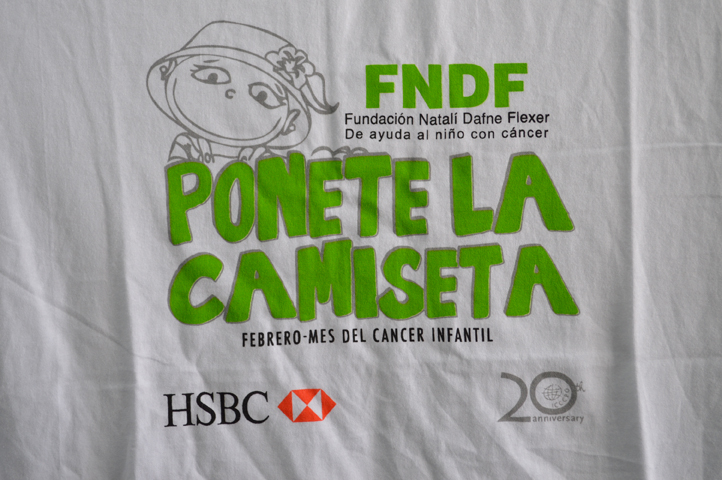 FNDF
Fundación Natalí Dafne Flexer
De ayuda al niño con cáncer
PONETE LA
CAMISETA
FEBRERO-MES DEL CANCER INFANTIL
HSBC
20
anniversary